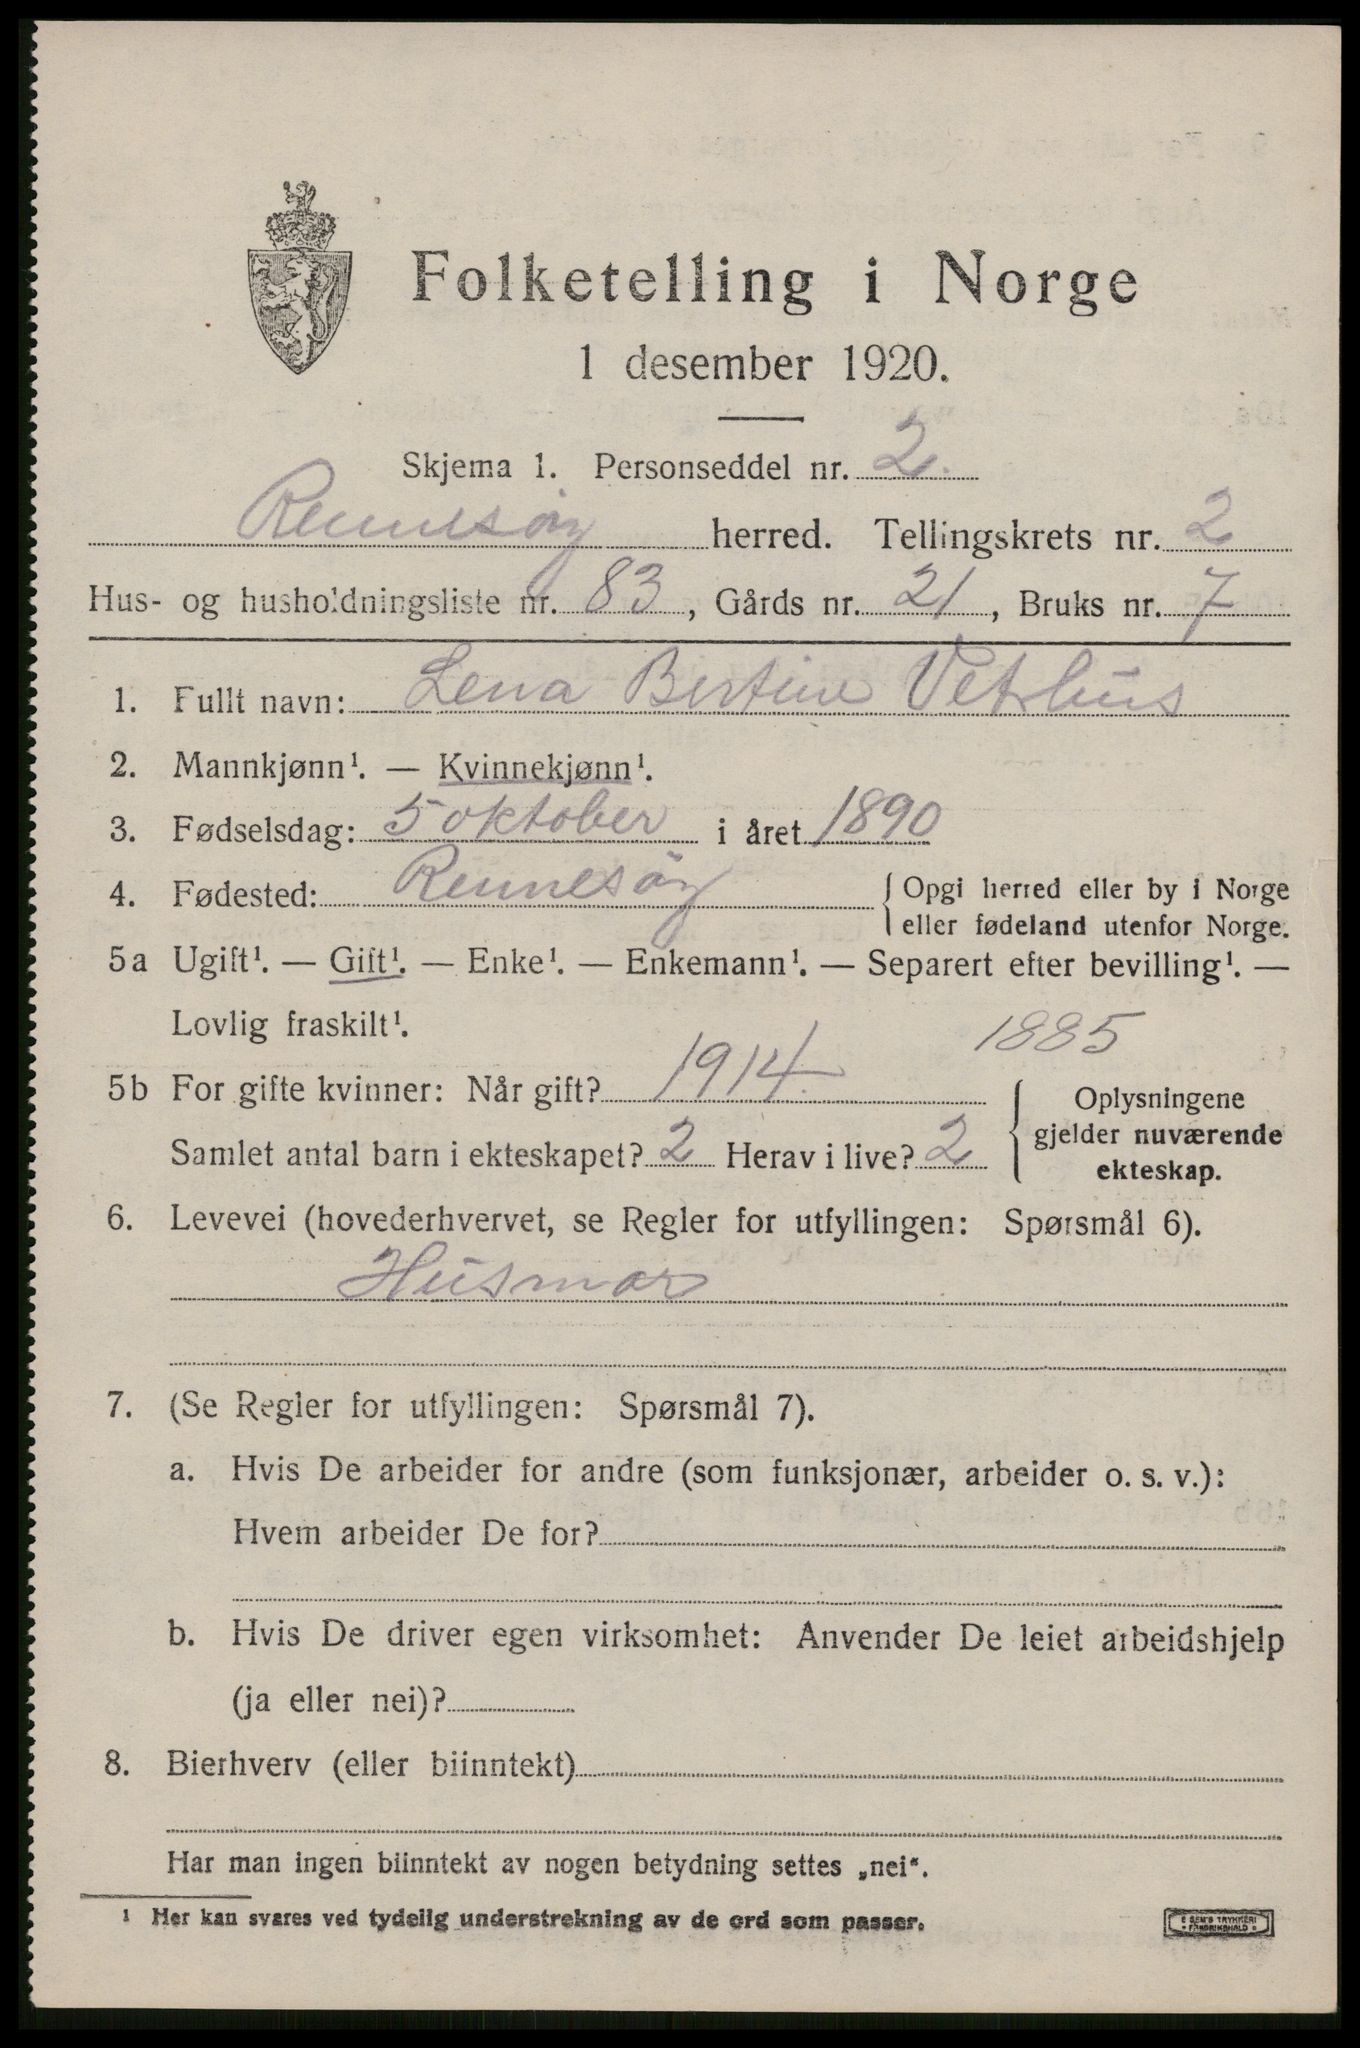 Folketelling i Norge
1 desember 1920.
Skjema 1. Personseddel nr. 2.
Rennesöy herred. Tellingskrets nr. 2
Hus- og husholdningsliste nr. 83, Gårds nr. 21, Bruks nr. 7
1. Fullt navn: Lena Bertine Vetrhus
2. Mannkjønn¹. — Kvinnekjønn¹.
3. Fødselsdag: 5 oktober i året 1890
4. Fødested: Rennesöy { Opgi herred eller by i Norge
eller fødeland utenfor Norge.
5a Ugift¹. — Gift¹. — Enke¹. — Enkemann¹. — Separert efter bevilling¹. —
Lovlig fraskilt¹. 1885
5b For gifte kvinner: Når gift? 1914. { Oplysningene
gjelder nuværende
ekteskap.
Samlet antal barn i ekteskapet? 2 Herav i live? 2
6. Levevei (hovederhvervet, se Regler for utfyllingen: Spørsmål 6).
Husmor
7. (Se Regler for utfyllingen: Spørsmål 7).
a. Hvis De arbeider for andre (som funksjonær, arbeider o. s. v.):
Hvem arbeider De for?
b. Hvis De driver egen virksomhet: Anvender De leiet arbeidshjelp
(ja eller nei)?
8. Bierhverv (eller biinntekt)
Har man ingen biinntekt av nogen betydning settes „nei“.
¹ Her kan svares ved tydelig understrekning av de ord som passer.